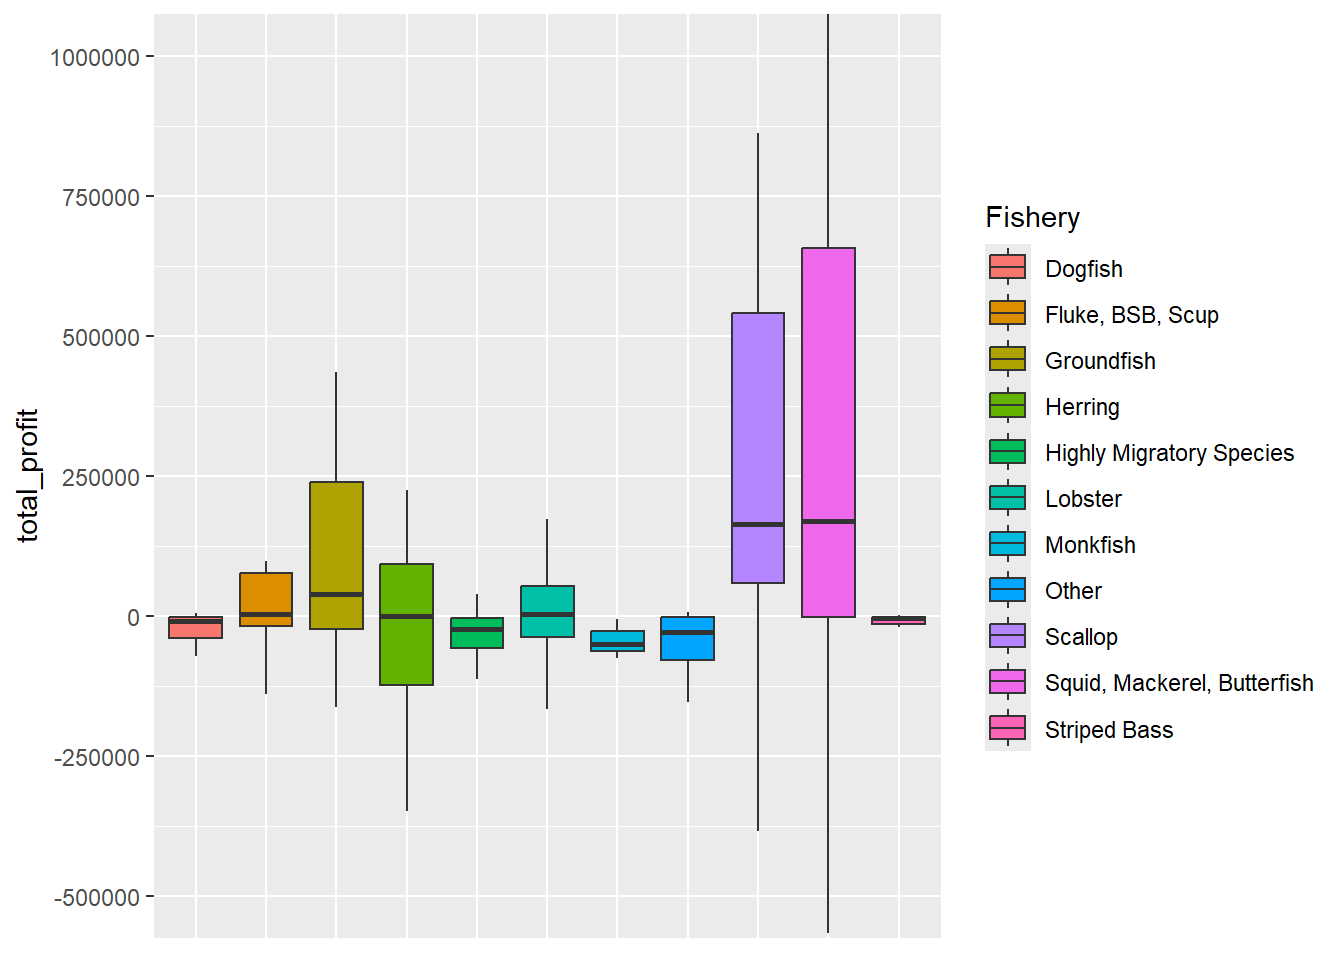 1000000
750000
500000
250000
0
-250000
-500000
total_profit
Fishery
Dogfish
Fluke, BSB, Scup
Groundfish
Herring
Highly Migratory Species
Lobster
Monkfish
Other
Scallop
Squid, Mackerel, Butterfish
Striped Bass